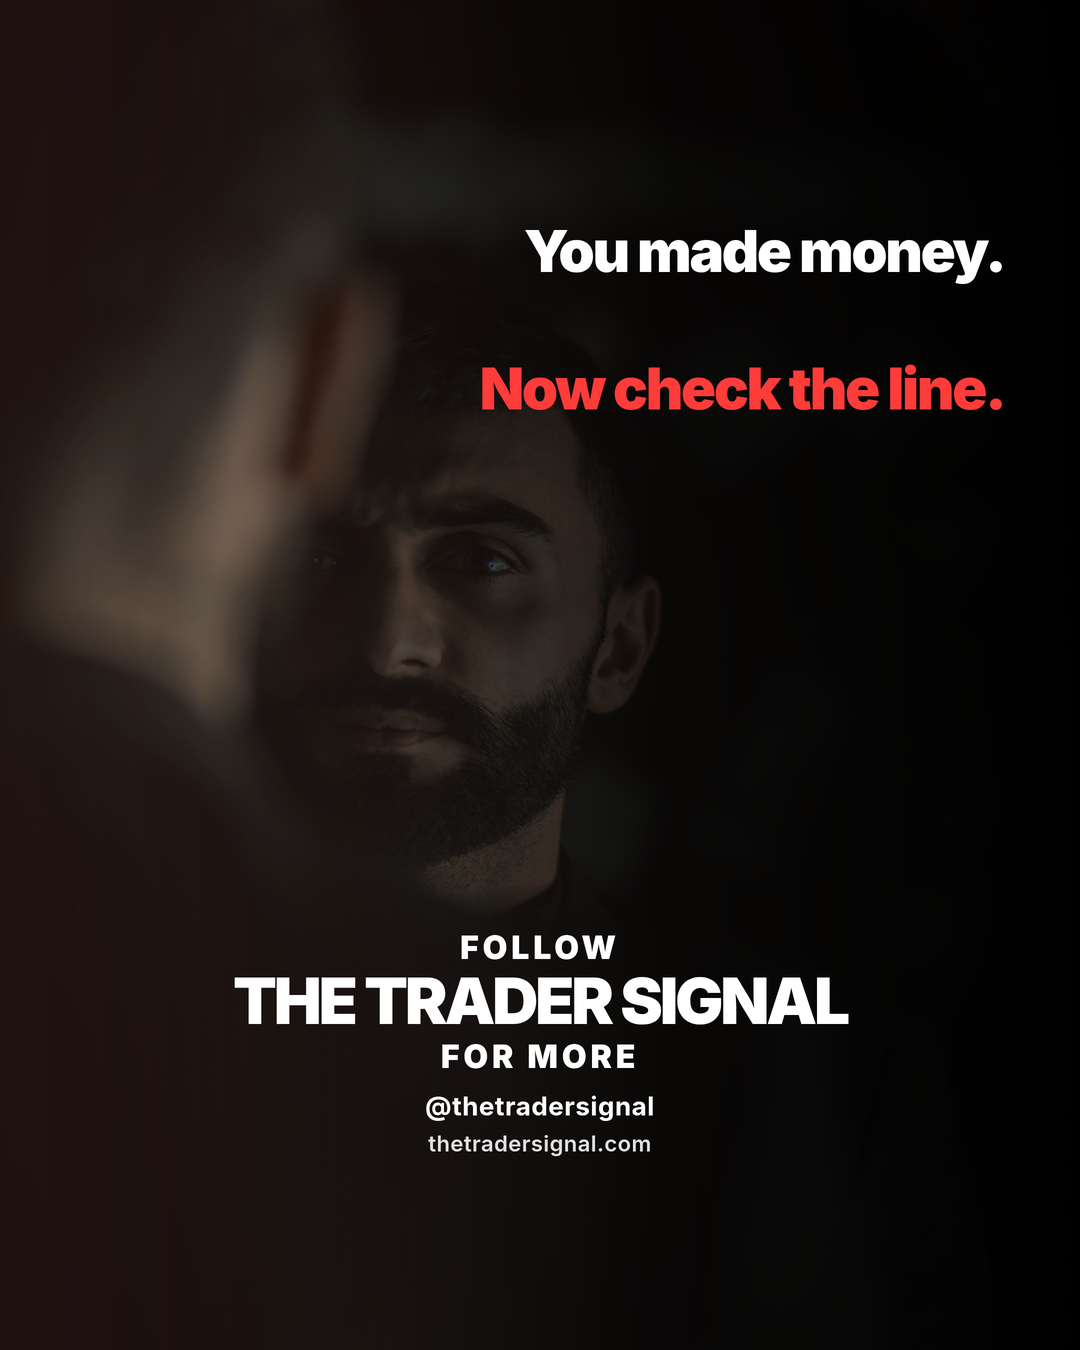 You made money.
Now check the line.
FOLLOW
THE TRADER SIGNAL
FOR MORE
@thetradersignal
thetradersignal.com